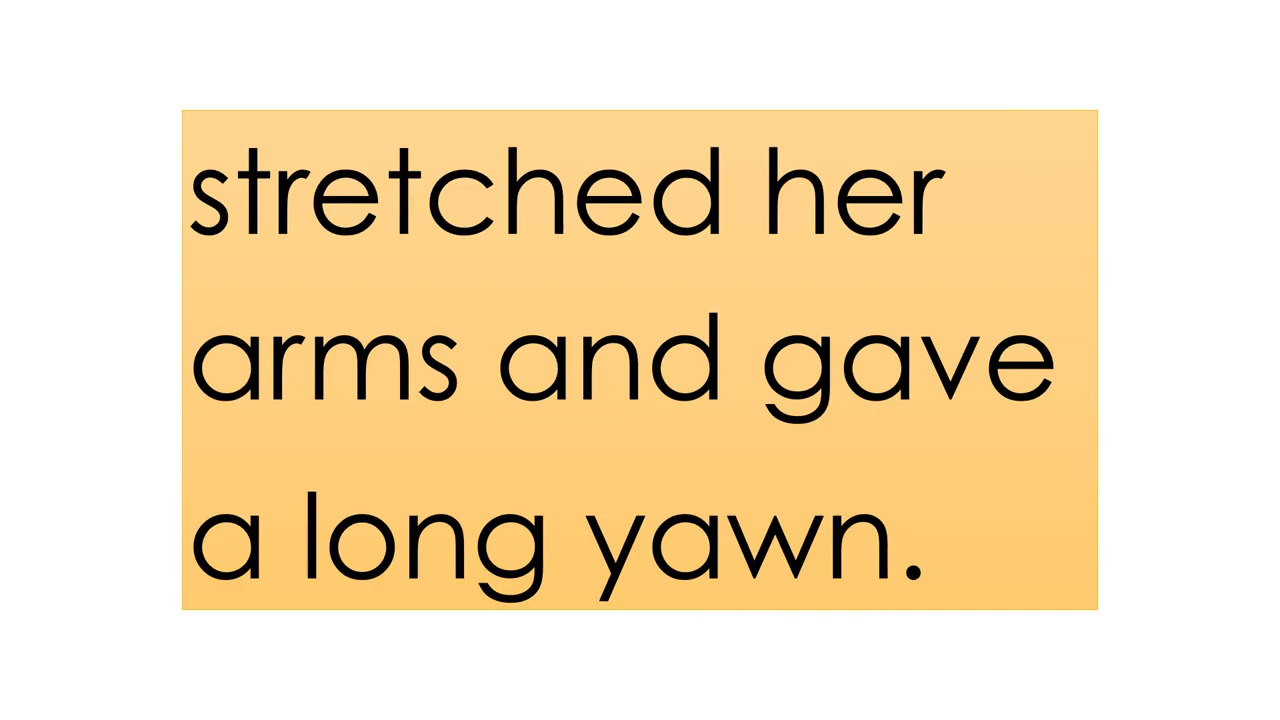 stretched her
arms and gave
a long yawn.